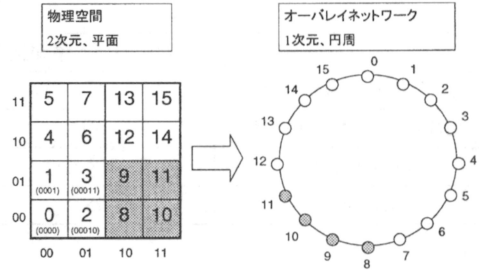 物理空間
2次元、平面
オーバレイネットワーク
1次元、円周
11 5 7 13 15
10 4 6 12 14
01 1 3 9 11
(0001) (00011)
00 0 2 8 10
(0000) (00010)
00 01 10 11
0
1
2
3
4
5
6
7
8
9
10
11
12
13
14
15